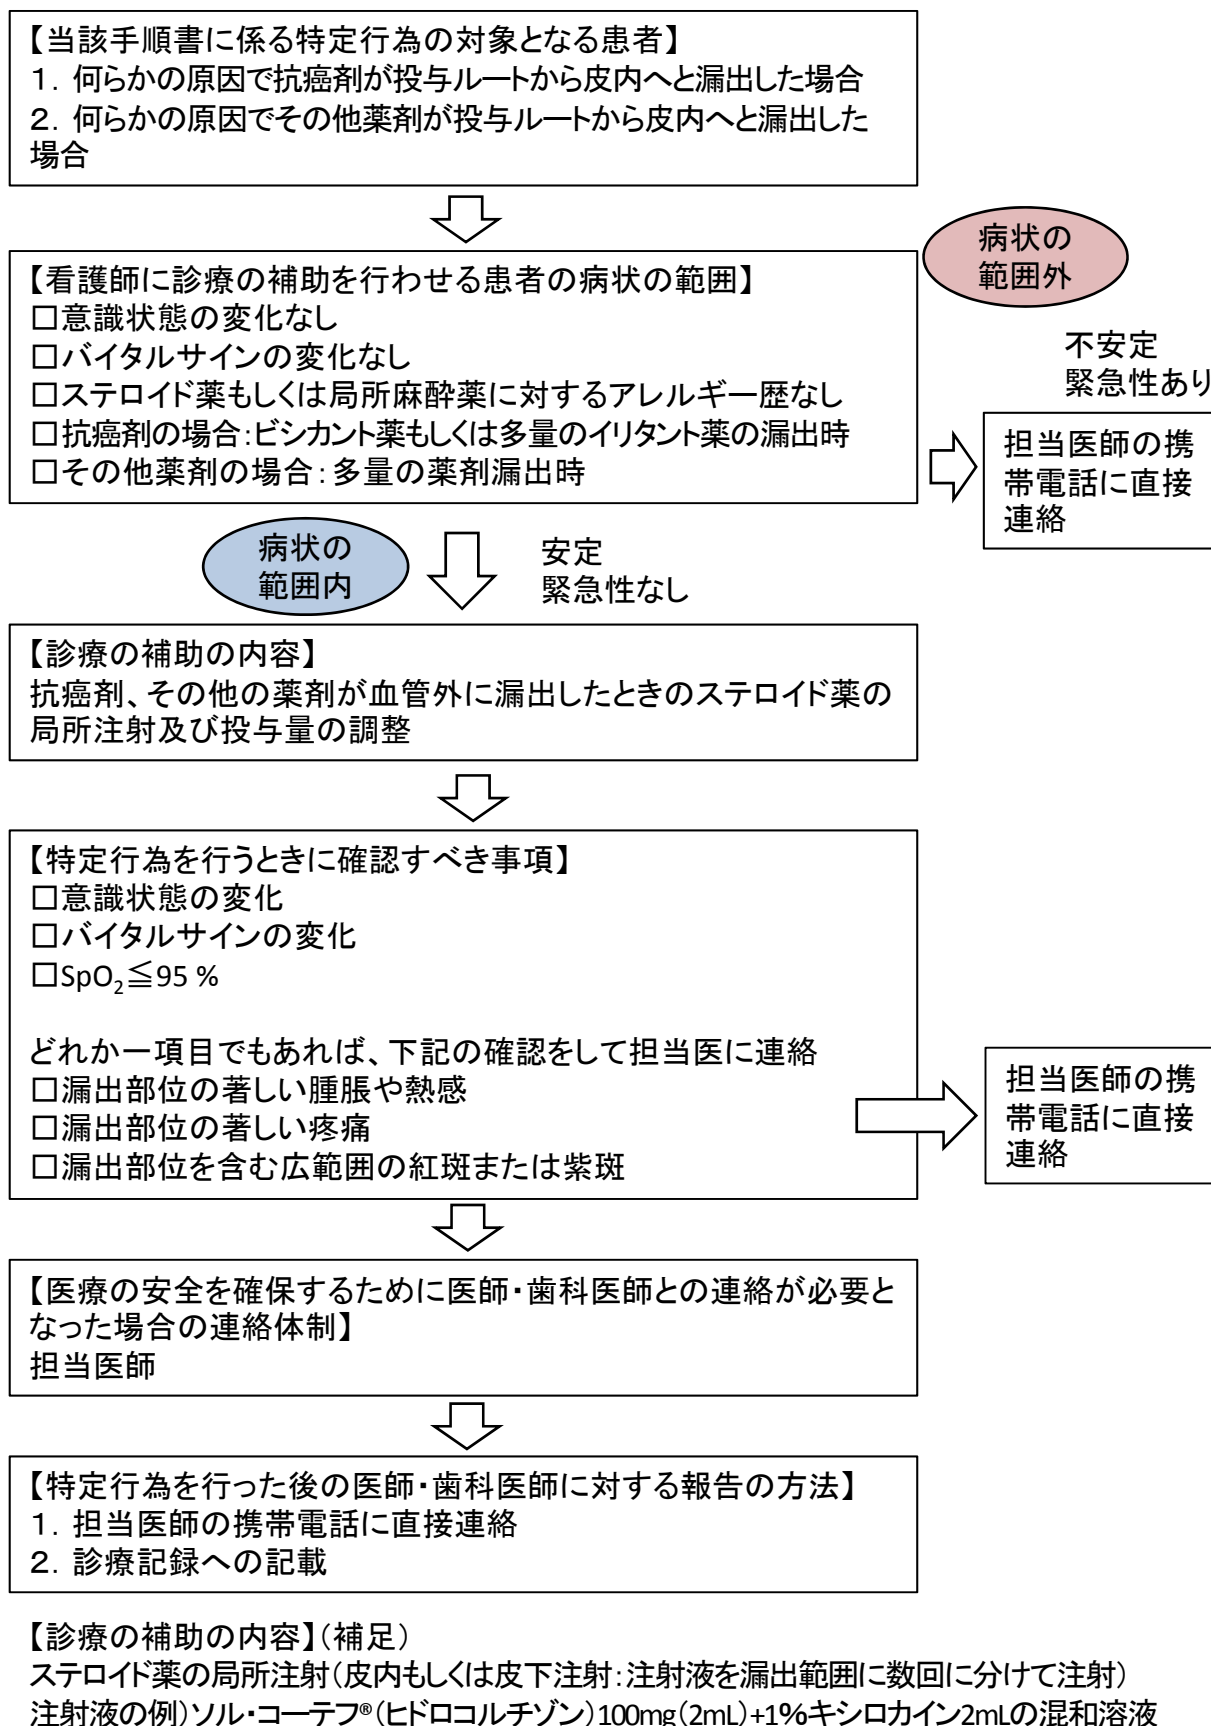 【当該手順書に係る特定行為の対象となる患者】
１．何らかの原因で抗癌剤が投与ルートから皮内へと漏出した場合
２．何らかの原因でその他薬剤が投与ルートから皮内へと漏出した
場合
病状の
範囲外
【看護師に診療の補助を行わせる患者の病状の範囲】
□意識状態の変化なし
□バイタルサインの変化なし
□ステロイド薬もしくは局所麻酔薬に対するアレルギー歴なし
□抗癌剤の場合：ビシカント薬もしくは多量のイリタント薬の漏出時
□その他薬剤の場合：多量の薬剤漏出時
不安定
緊急性あり
担当医師の携
帯電話に直接
連絡
病状の
範囲内
安定
緊急性なし
【診療の補助の内容】
抗癌剤、その他の薬剤が血管外に漏出したときのステロイド薬の
局所注射及び投与量の調整
【特定行為を行うときに確認すべき事項】
□意識状態の変化
□バイタルサインの変化
□SpO₂≦95 %
どれか一項目でもあれば、下記の確認をして担当医に連絡
□漏出部位の著しい腫脹や熱感
□漏出部位の著しい疼痛
□漏出部位を含む広範囲の紅斑または紫斑
担当医師の携
帯電話に直接
連絡
【医療の安全を確保するために医師・歯科医師との連絡が必要と
なった場合の連絡体制】
担当医師
【特定行為を行った後の医師・歯科医師に対する報告の方法】
１．担当医師の携帯電話に直接連絡
２．診療記録への記載
【診療の補助の内容】（補足）
ステロイド薬の局所注射（皮内もしくは皮下注射：注射液を漏出範囲に数回に分けて注射）
注射液の例）ソル・コーテフ®（ヒドロコルチゾン）100mg（2mL）+1％キシロカイン2mLの混和溶液